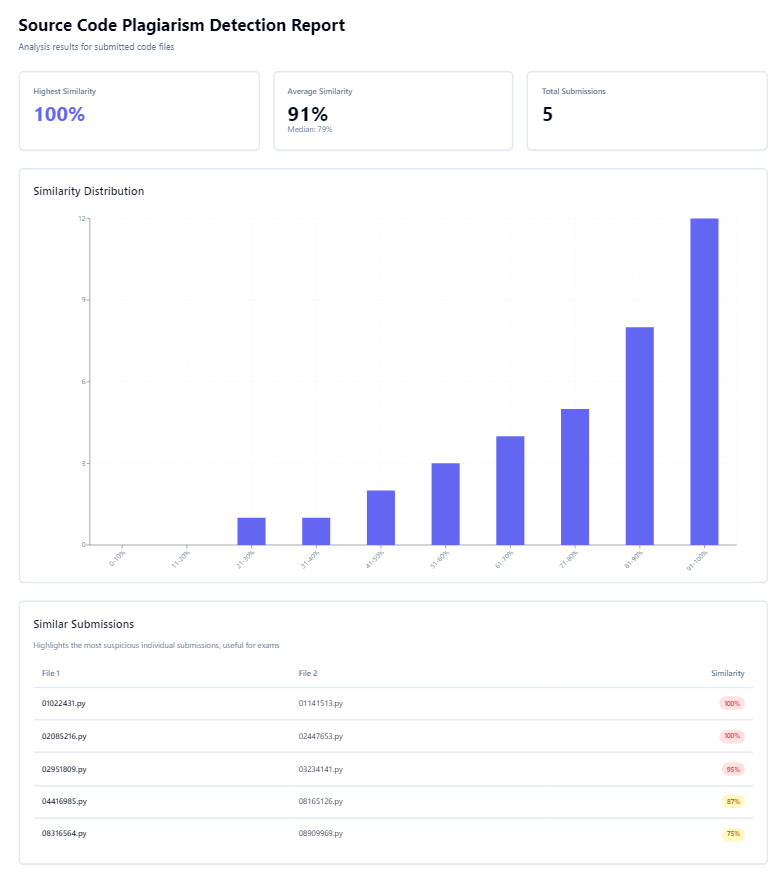 Source Code Plagiarism Detection Report
Analysis results for submitted code files
Highest Similarity
100%
Average Similarity
91%
Median: 79%
Total Submissions
5
Similarity Distribution
12
9
6
3
0
0-10%
11-20%
21-30%
31-40%
41-50%
51-60%
61-70%
71-80%
81-90%
91-100%
Similar Submissions
Highlights the most suspicious individual submissions, useful for exams
File 1 File 2 Similarity
01022431.py 01141513.py 100%
02085216.py 02447653.py 100%
02951809.py 03234141.py 95%
04416985.py 08165126.py 87%
08316564.py 08909969.py 75%